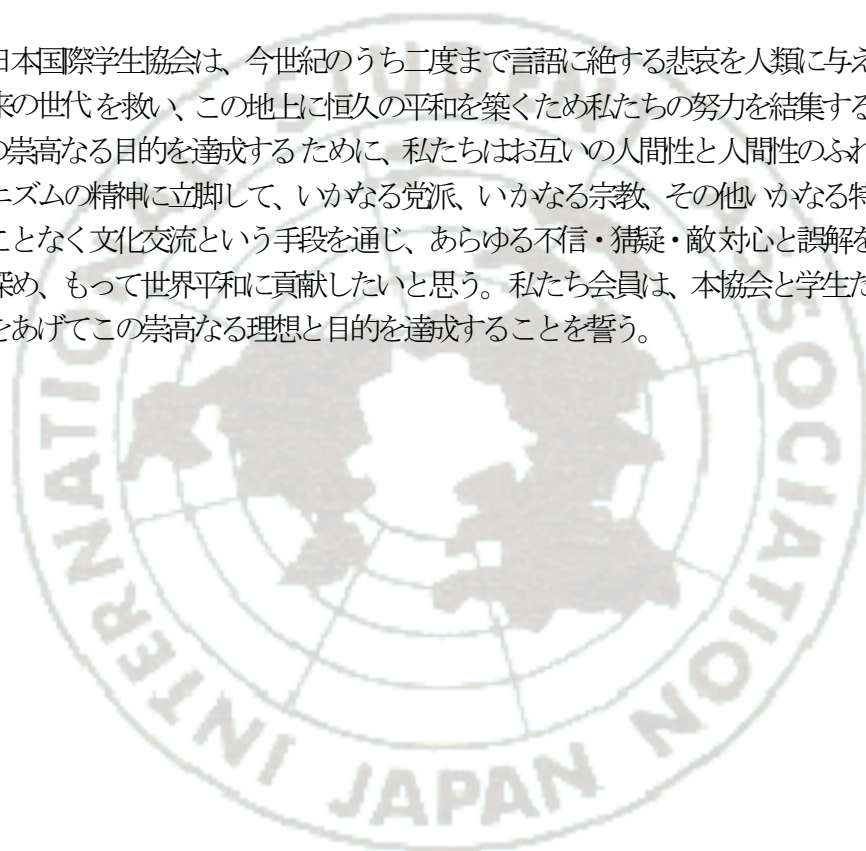 日本国際学生協会は、今世紀のうち二度まで言語に絶する悲哀を人類に与え
来の世代を救い、この地上に恒久の平和を築くため私たちの努力を結集する
の崇高なる目的を達成するために、私たちはお互いの人間性と人間性のふれ
ニズムの精神に立脚して、いかなる党派、いかなる宗教、その他いかなる特
ことなく文化交流という手段を通じ、あらゆる不信・猜疑・敵対心と誤解を
深め、もって世界平和に貢献したいと思う。私たち会員は、本協会と学生た
をあげてこの崇高なる理想と目的を達成することを誓う。
INTERNATIONAL STUDENT ASSOCIATION
JAPAN